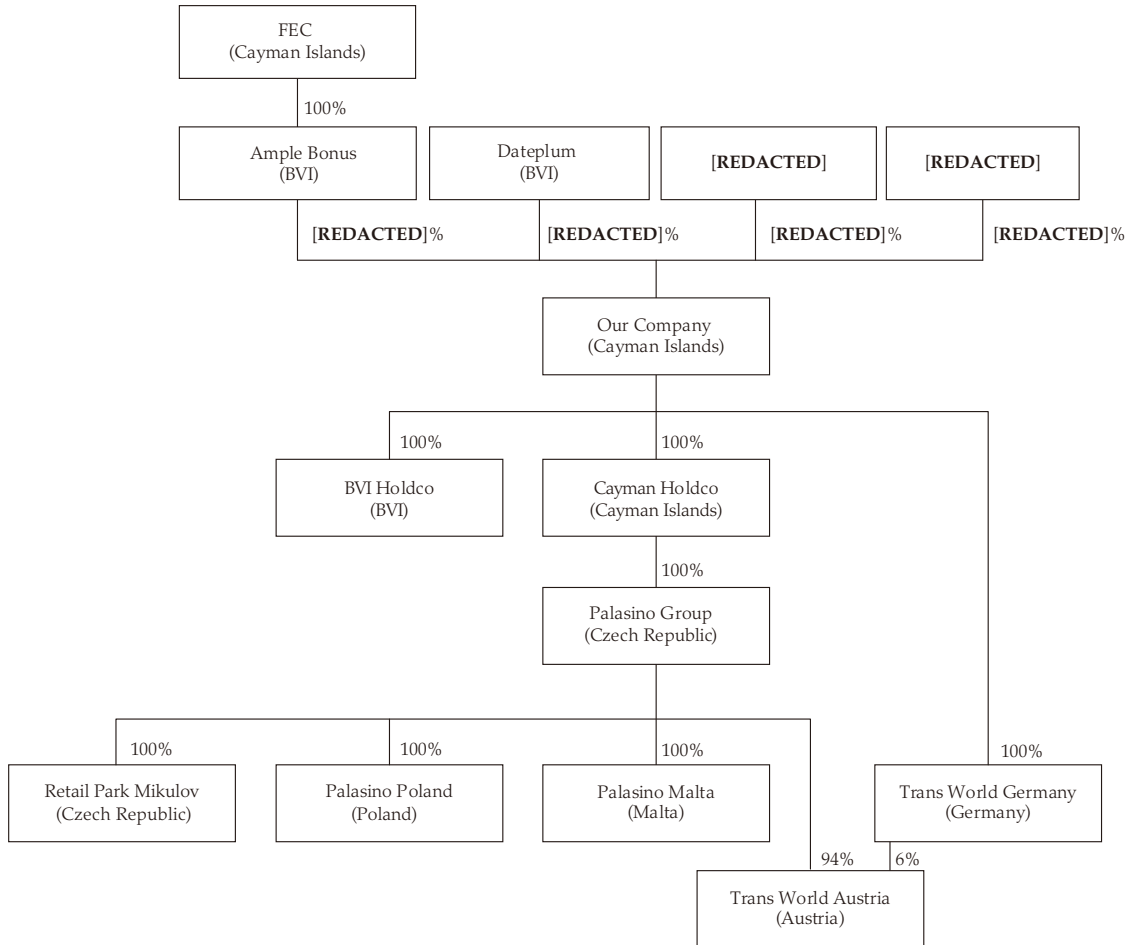 FEC
(Cayman Islands)
100%
Ample Bonus
(BVI)
Dateplum
(BVI)
[REDACTED]
[REDACTED]
[REDACTED]%
[REDACTED]%
[REDACTED]%
[REDACTED]%
Our Company
(Cayman Islands)
100%
100%
BVI Holdco
(BVI)
Cayman Holdco
(Cayman Islands)
100%
Palasino Group
(Czech Republic)
100%
100%
100%
100%
Retail Park Mikulov
(Czech Republic)
Palasino Poland
(Poland)
Palasino Malta
(Malta)
Trans World Germany
(Germany)
94%
6%
Trans World Austria
(Austria)